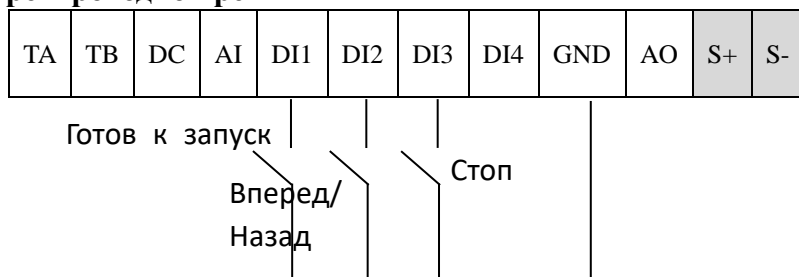 TA TB DC AI DI1 DI2 DI3 DI4 GND AO S+ S-
Готов к запуск
Стоп
Вперед/
Назад